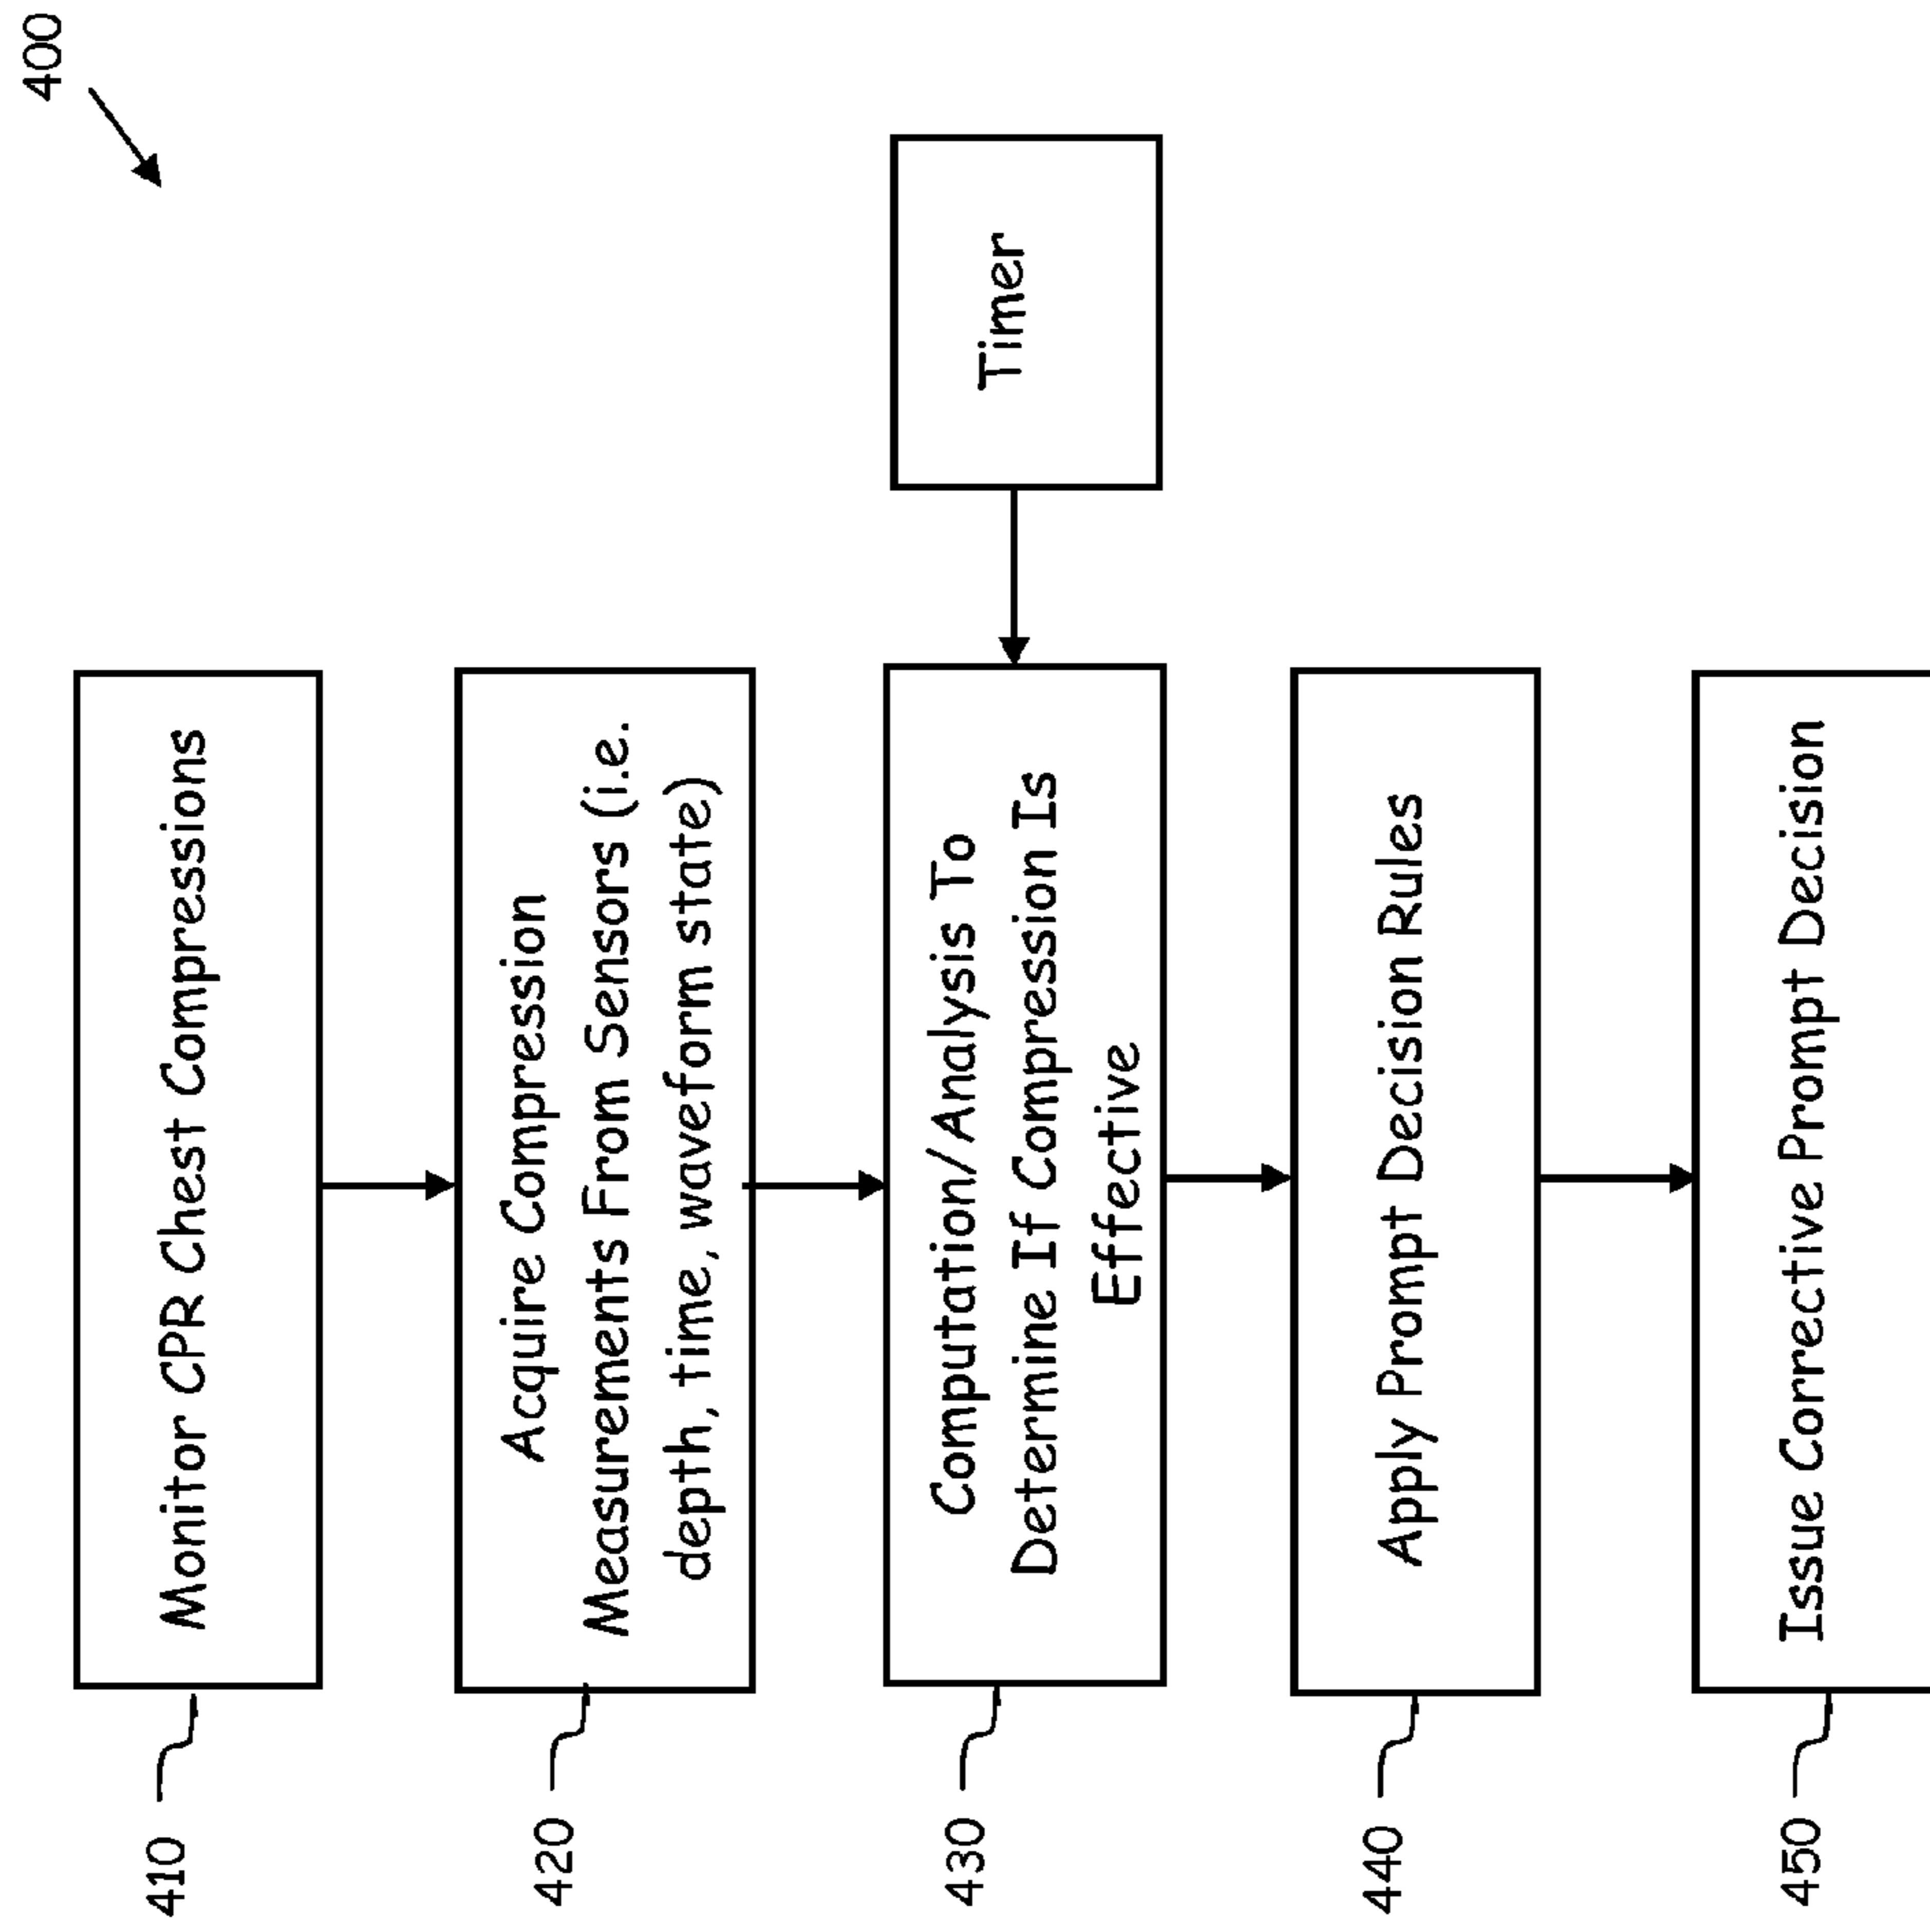 400
410
Monitor CPR Chest Compressions
420
Acquire Compression
Measurements From Sensors (i.e.
depth, time, waveform state)
430
Computation/Analysis To
Determine If Compression Is
Effective
Timer
440
Apply Prompt Decision Rules
450
Issue Corrective Prompt Decision